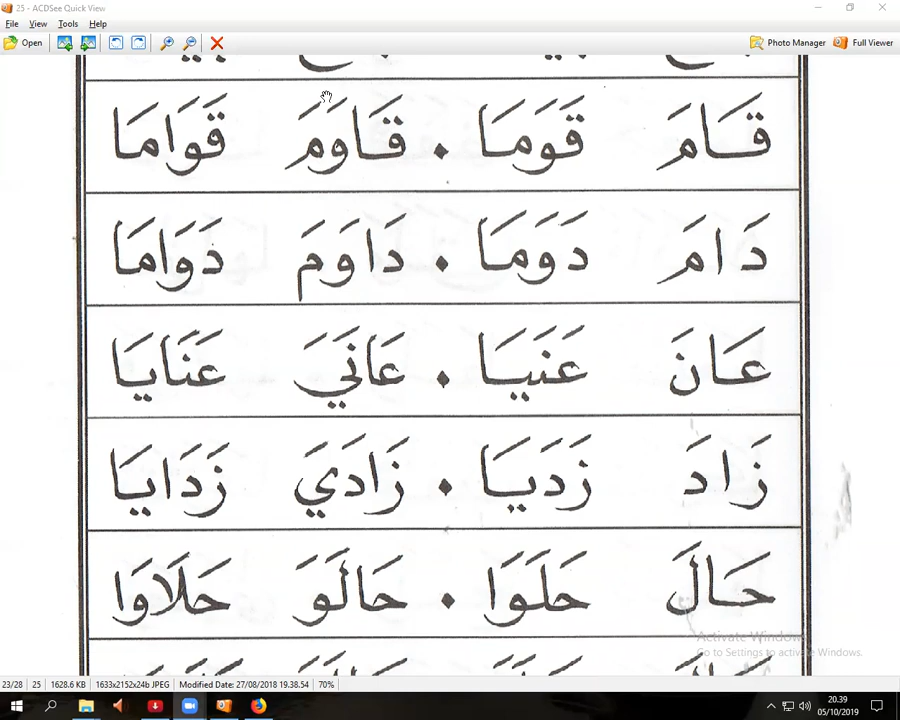 25 - ACDSee Quick View
File View Tools Help
Open Photo Manager Full Viewer
قَامَ قَوَمَا • قَاوَمَ قَوَامَا
دَامَ دَوَمَا • دَاوَمَ دَوَامَا
عَانَ عَنَيَا • عَانَيَ عَنَايَا
زَادَ زَدَيَا • زَادَيَ زَدَايَا
حَالَ حَلَوَا • حَالَوَ حَلَاوَا
Activate Windows
Go to Settings to activate Windows.
23/28 25 1628.6 KB 1633x2152x24b JPEG Modified Date: 27/08/2018 19.38.54 70%
20.39
05/10/2019